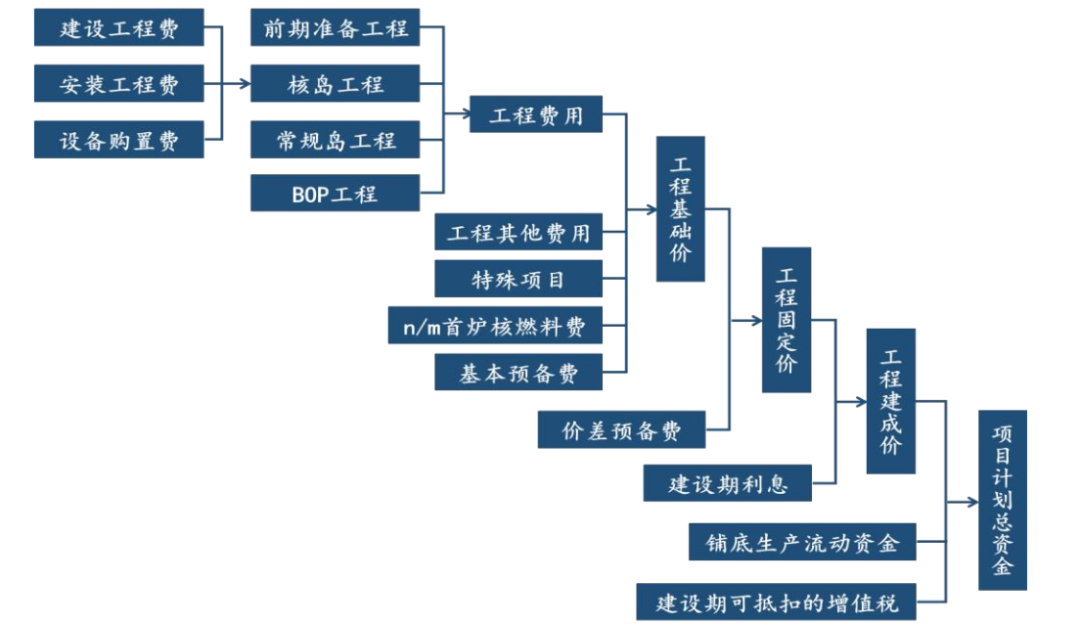 建设工程费
安装工程费
设备购置费
前期准备工程
核岛工程
常规岛工程
BOP工程
工程费用
工程其他费用
特殊项目
n/m首炉核燃料费
基本预备费
工程基础价
价差预备费
工程固定价
建设期利息
工程建成价
铺底生产流动资金
建设期可抵扣的增值税
项目计划总资金